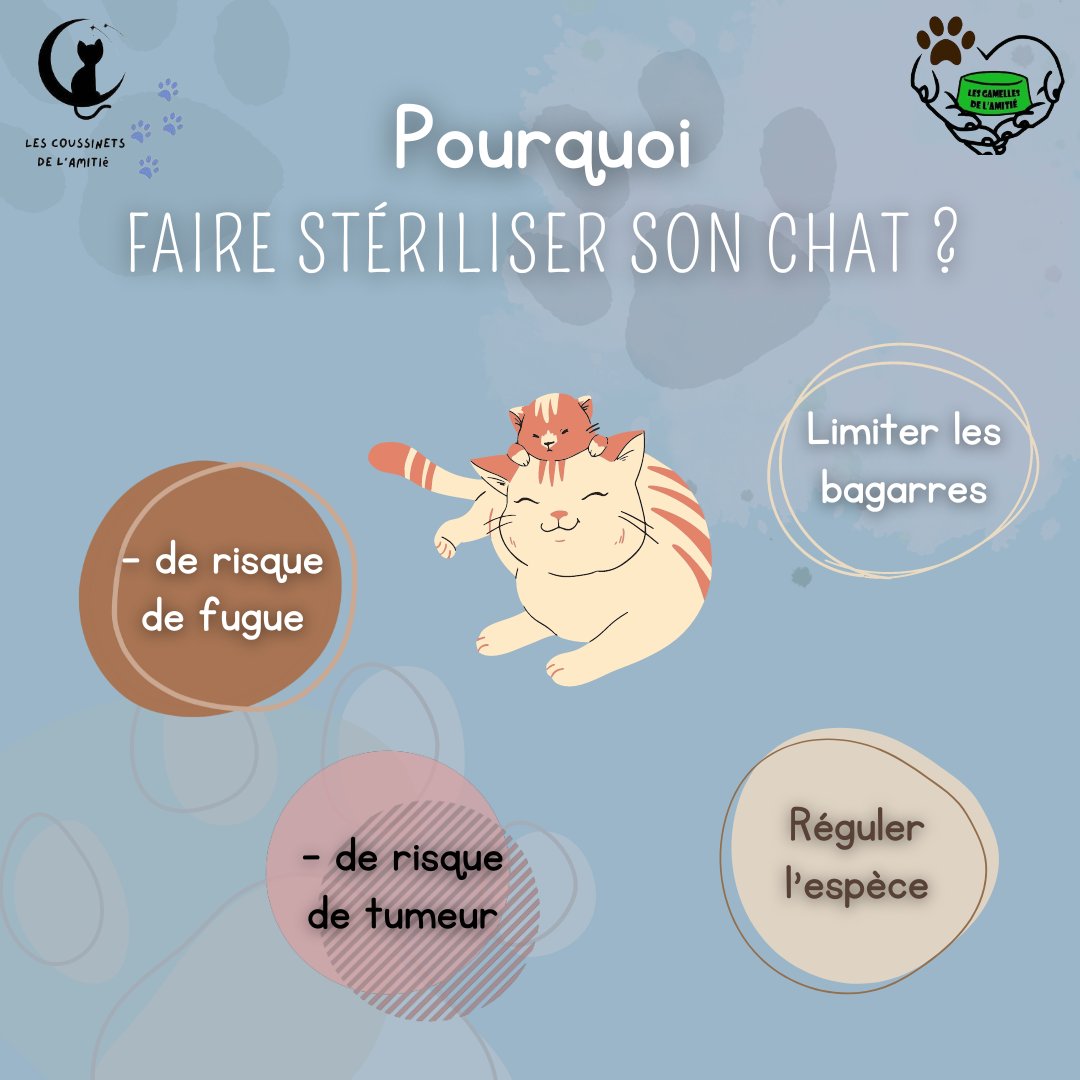 LES COUSSINETS
DE L'AMITIé
LES GAMELLES
DE L'AMITIÉ
Pourquoi
FAIRE STÉRILISER SON CHAT ?
Limiter les
bagarres
- de risque
de fugue
- de risque
de tumeur
Réguler
l'espèce